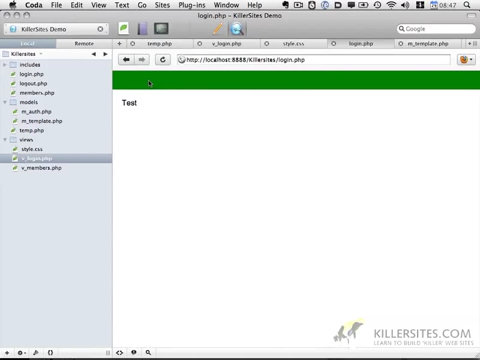 Coda File Edit View Text Go Sites Plug-ins Window Help 08:47
login.php — KillerSites Demo
KillerSites Demo
Local Remote temp.php v_login.php style.css login.php m_template.php
Killersites
http://localhost:8888/Killersites/login.php
includes
login.php
logout.php
members.php
models
m_auth.php
m_template.php
temp.php
views
style.css
v_login.php
v_members.php
Test
KILLERSITES.COM
LEARN TO BUILD 'KILLER' WEB SITES